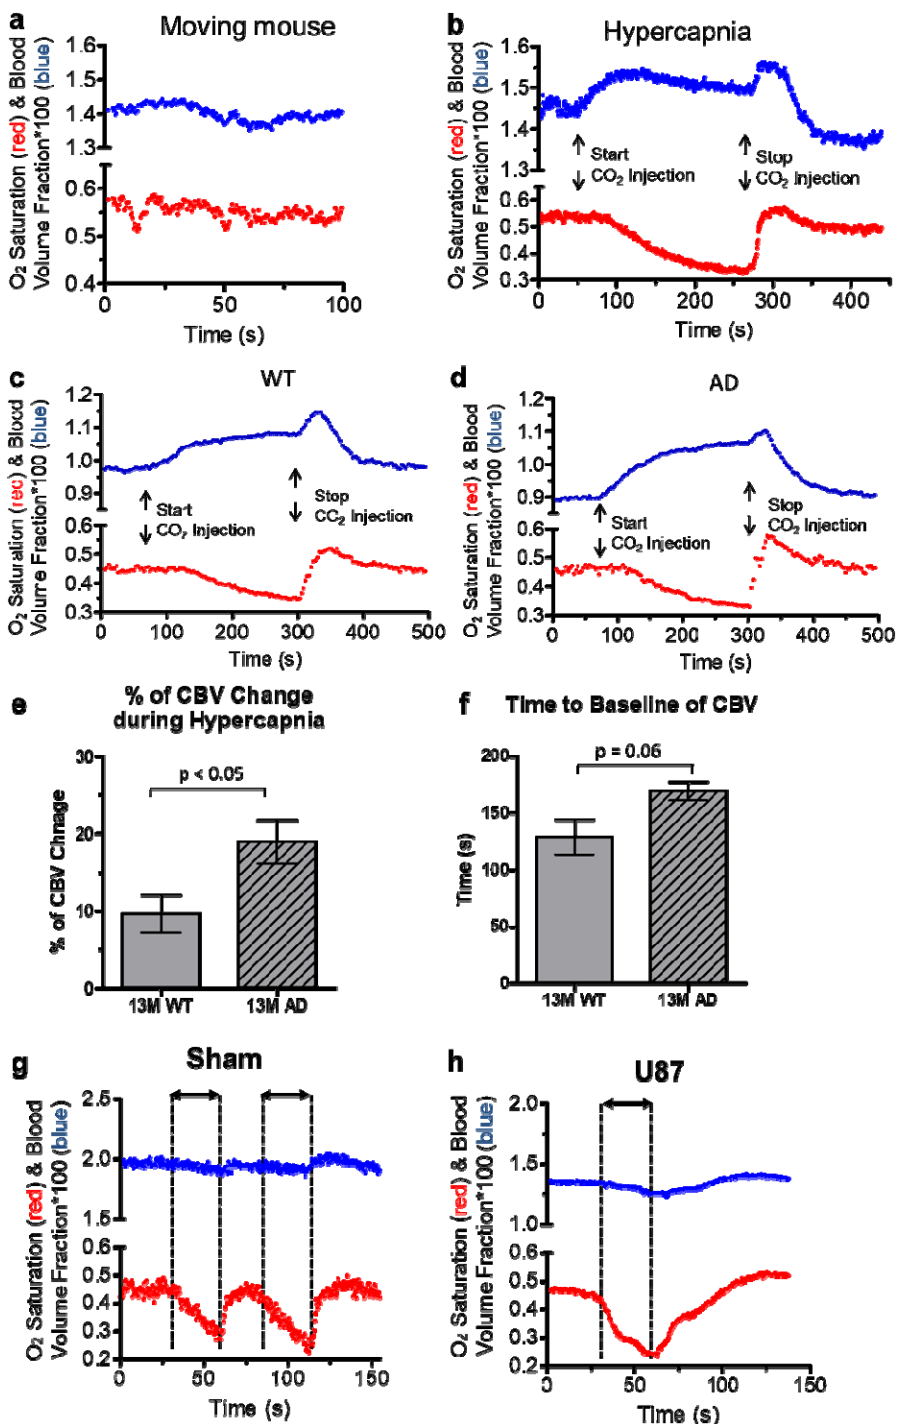 a
Moving mouse
O₂ Saturation (red) & Blood
Volume Fraction*100 (blue)
1.6
1.5
1.4
1.3
0.6
0.5
0.4
0
50
100
Time (s)
b
Hypercapnia
O₂ Saturation (red) & Blood
Volume Fraction*100 (blue)
1.6
1.5
1.4
1.3
0.6
0.5
0.4
0.3
Start
CO₂ Injection
Stop
CO₂ Injection
0
100
200
300
400
Time (s)
c
WT
O₂ Saturation (red) & Blood
Volume Fraction*100 (blue)
1.2
1.1
1.0
0.9
0.6
0.5
0.4
0.3
Start
CO₂ Injection
Stop
CC₂ Injection
0
100
200
300
400
500
Time (s)
d
AD
O₂ Saturation (red) & Blood
Volume Fraction*100 (blue)
1.2
1.1
1.0
0.9
0.6
0.5
0.4
0.3
Start
CO₂ Injection
Stop
CO₂ Injection
0
100
200
300
400
500
Time (s)
e
% of CBV Change
during Hypercapnia
% of CBV Chnage
30
20
10
0
p < 0.05
13M WT
13M AD
f
Time to Baseline of CBV
Time (s)
200
150
100
50
0
p = 0.06
13M WT
13M AD
g
Sham
O₂ Saturation (red) & Blood
Volume Fraction*100 (blue)
2.5
2.0
1.5
0.6
0.5
0.4
0.3
0.2
0
50
100
150
Time (s)
h
U87
O₂ Saturation (red) & Blood
Volume Fraction*100 (blue)
2.0
1.5
1.0
0.6
0.5
0.4
0.3
0.2
0
50
100
150
Time (s)